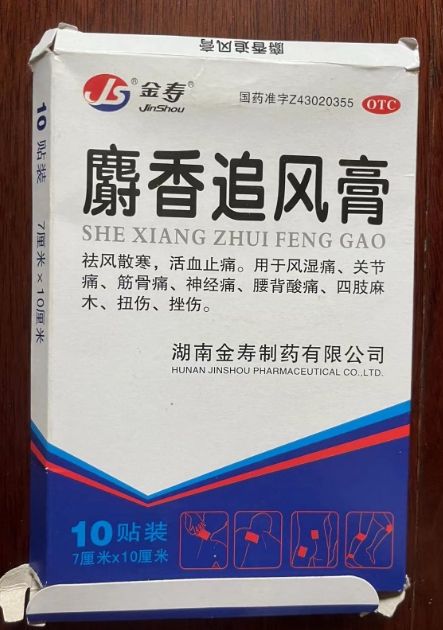 麝香追风膏
JS
金寿
JinShou
国药准字Z43020355
OTC
麝香追风膏
SHE XIANG ZHUI FENG GAO
祛风散寒，活血止痛。用于风湿痛、关节
痛、筋骨痛、神经痛、腰背酸痛、四肢麻
木、扭伤、挫伤。
湖南金寿制药有限公司
HUNAN JINSHOU PHARMACEUTICAL CO.,LTD.
10贴装
7厘米x10厘米
10贴装 7厘米×10厘米